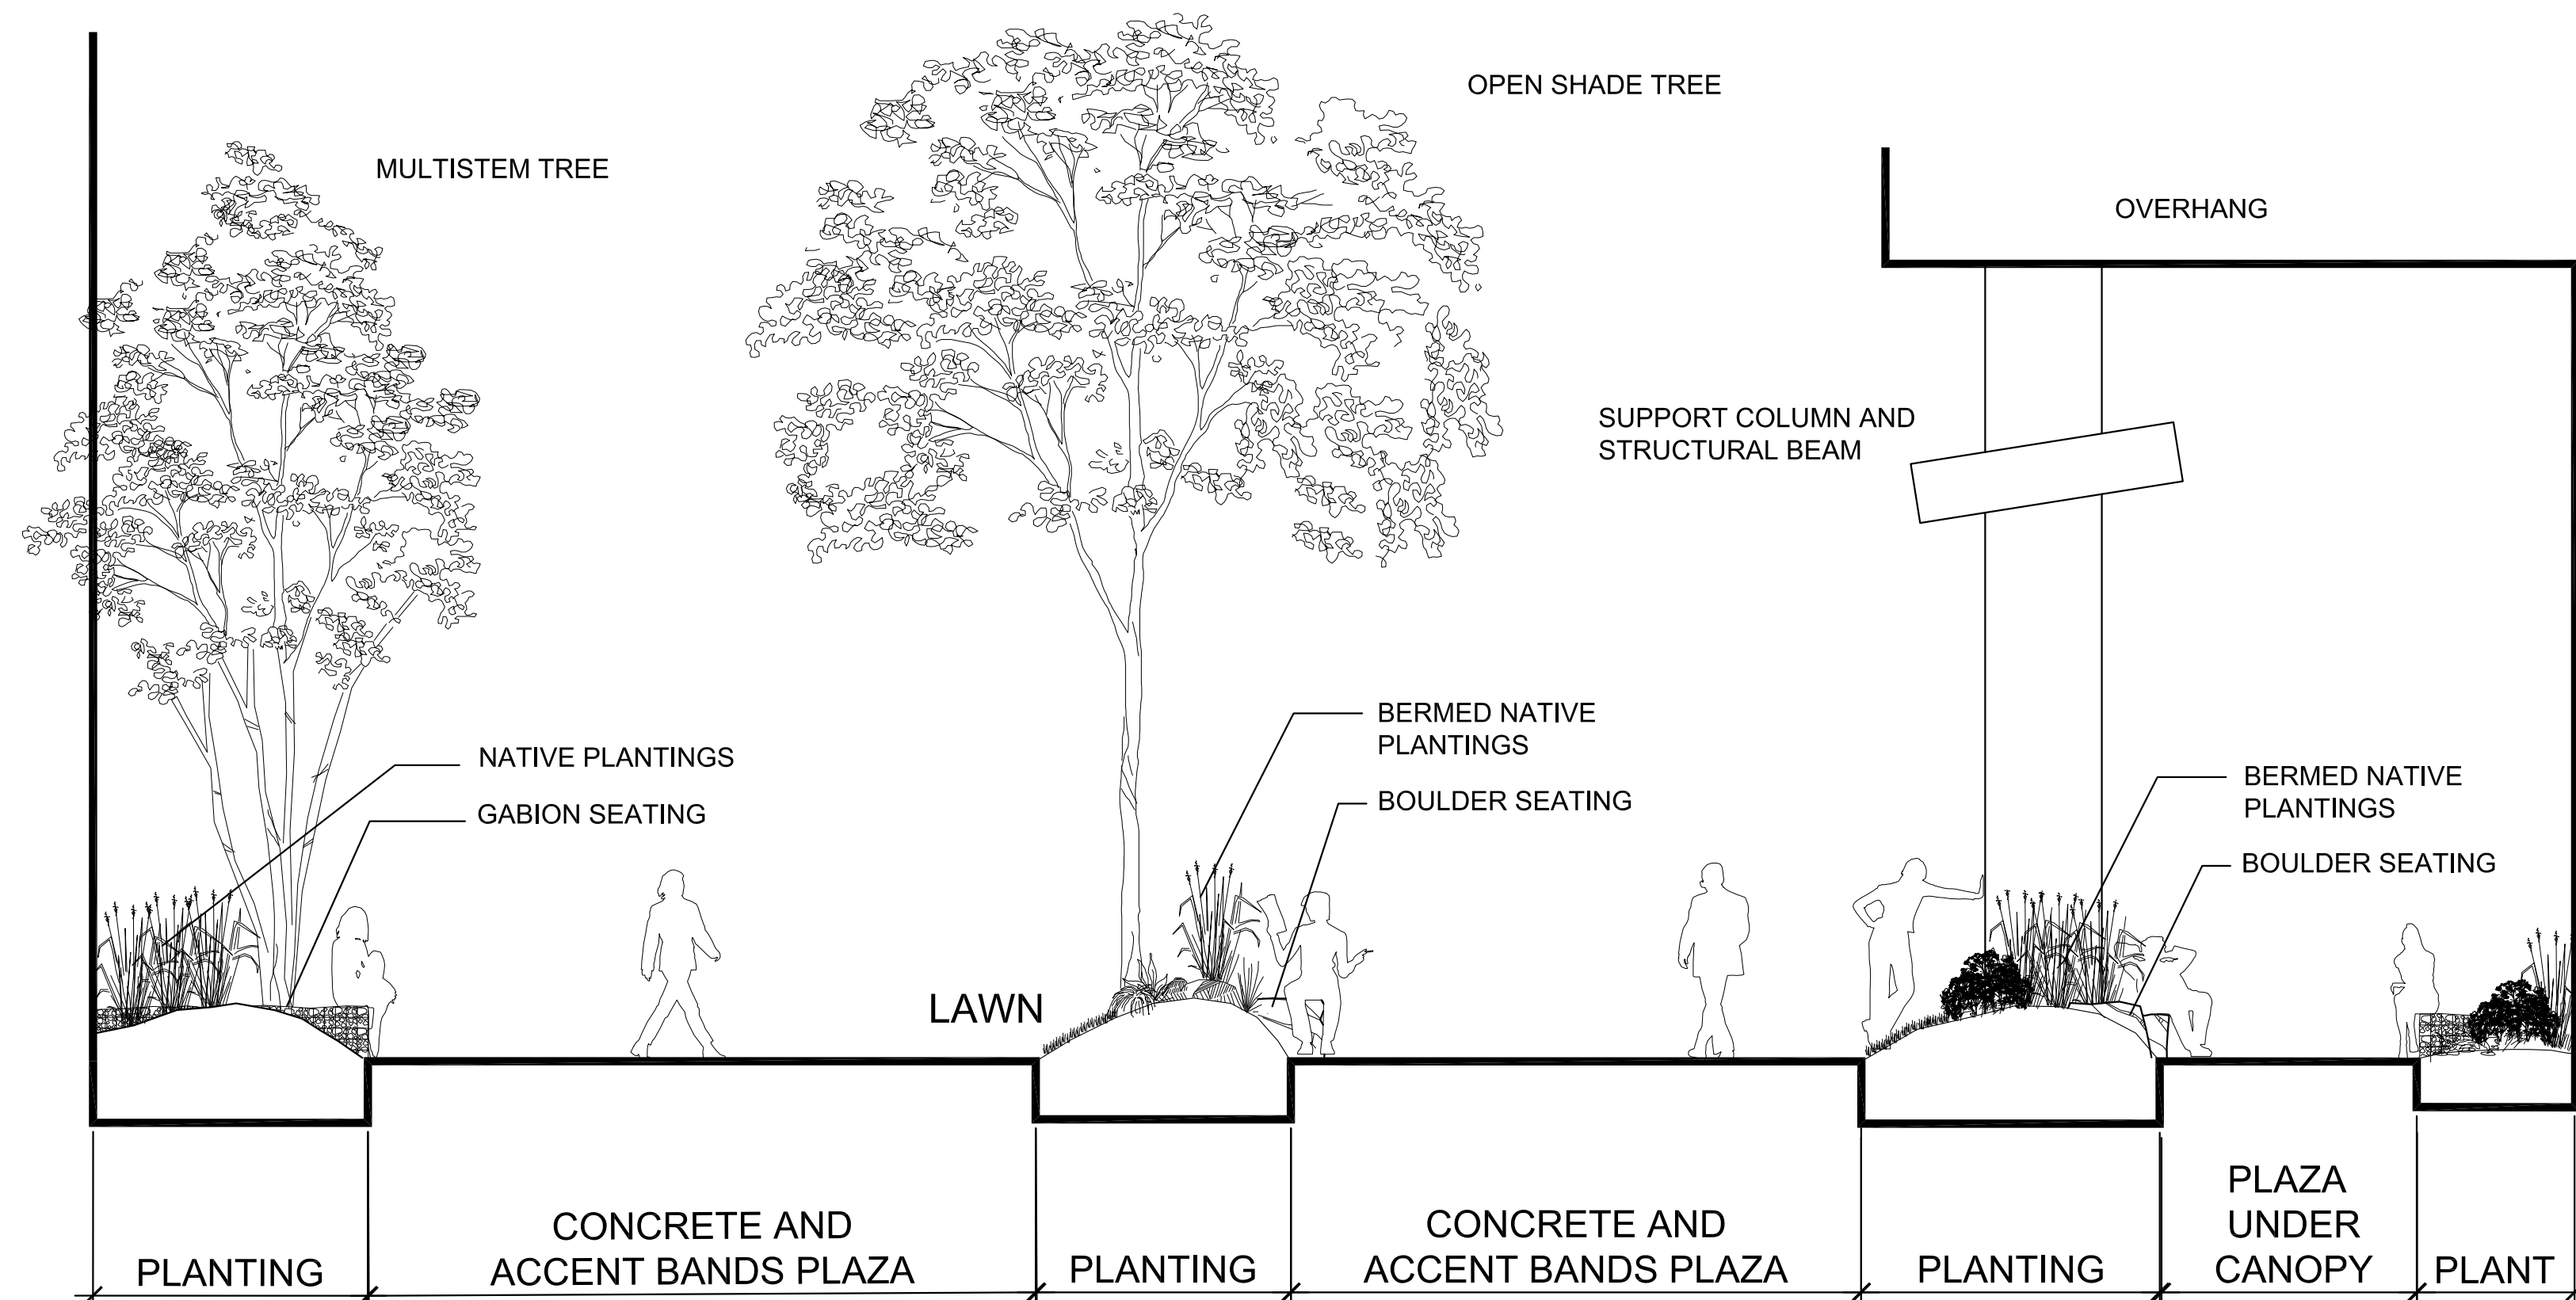 OPEN SHADE TREE
MULTISTEM TREE
OVERHANG
SUPPORT COLUMN AND
STRUCTURAL BEAM
BERMED NATIVE
PLANTINGS
NATIVE PLANTINGS
GABION SEATING
BOULDER SEATING
BERMED NATIVE
PLANTINGS
BOULDER SEATING
LAWN
PLANTING
CONCRETE AND
ACCENT BANDS PLAZA
PLANTING
CONCRETE AND
ACCENT BANDS PLAZA
PLANTING
PLAZA
UNDER
CANOPY
PLANT